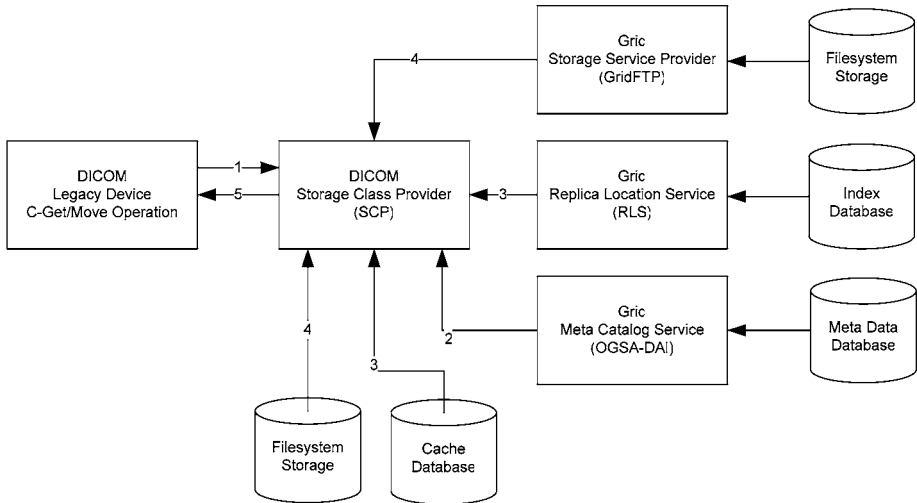 Gric
Storage Service Provider
(GridFTP)
Filesystem
Storage
4
DICOM
Legacy Device
C-Get/Move Operation
1
5
DICOM
Storage Class Provider
(SCP)
3
Gric
Replica Location Service
(RLS)
Index
Database
4
3
2
Gric
Meta Catalog Service
(OGSA-DAI)
Meta Data
Database
Filesystem
Storage
Cache
Database